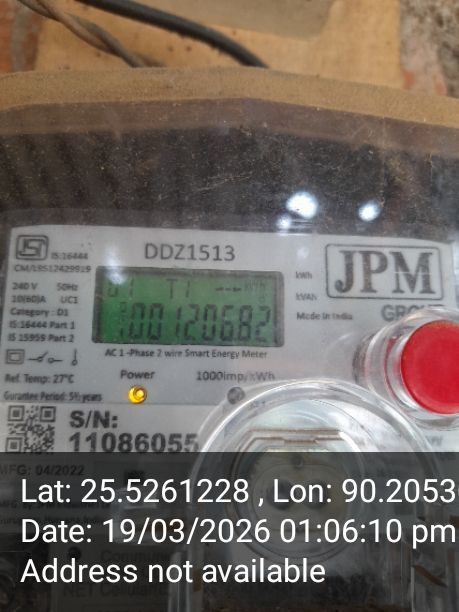 IS:16444
CM/L9512429919
DDZ1513
JPM
240 V 50Hz
10(60)A UC1
Category : D1
IS:16444 Part 1
IS 15959 Part 2
01 T1
kWh
kVAh
Made in India
AC 1-Phase 2 wire Smart Energy Meter
Ref. Temp: 27°C
Power
1000imp/kWh
Gurantee Period: 5½ years
S/N:
11086055
MFG: 04/2022
Lat: 25.5261228 , Lon: 90.2053
Date: 19/03/2026 01:06:10 pm
Address not available